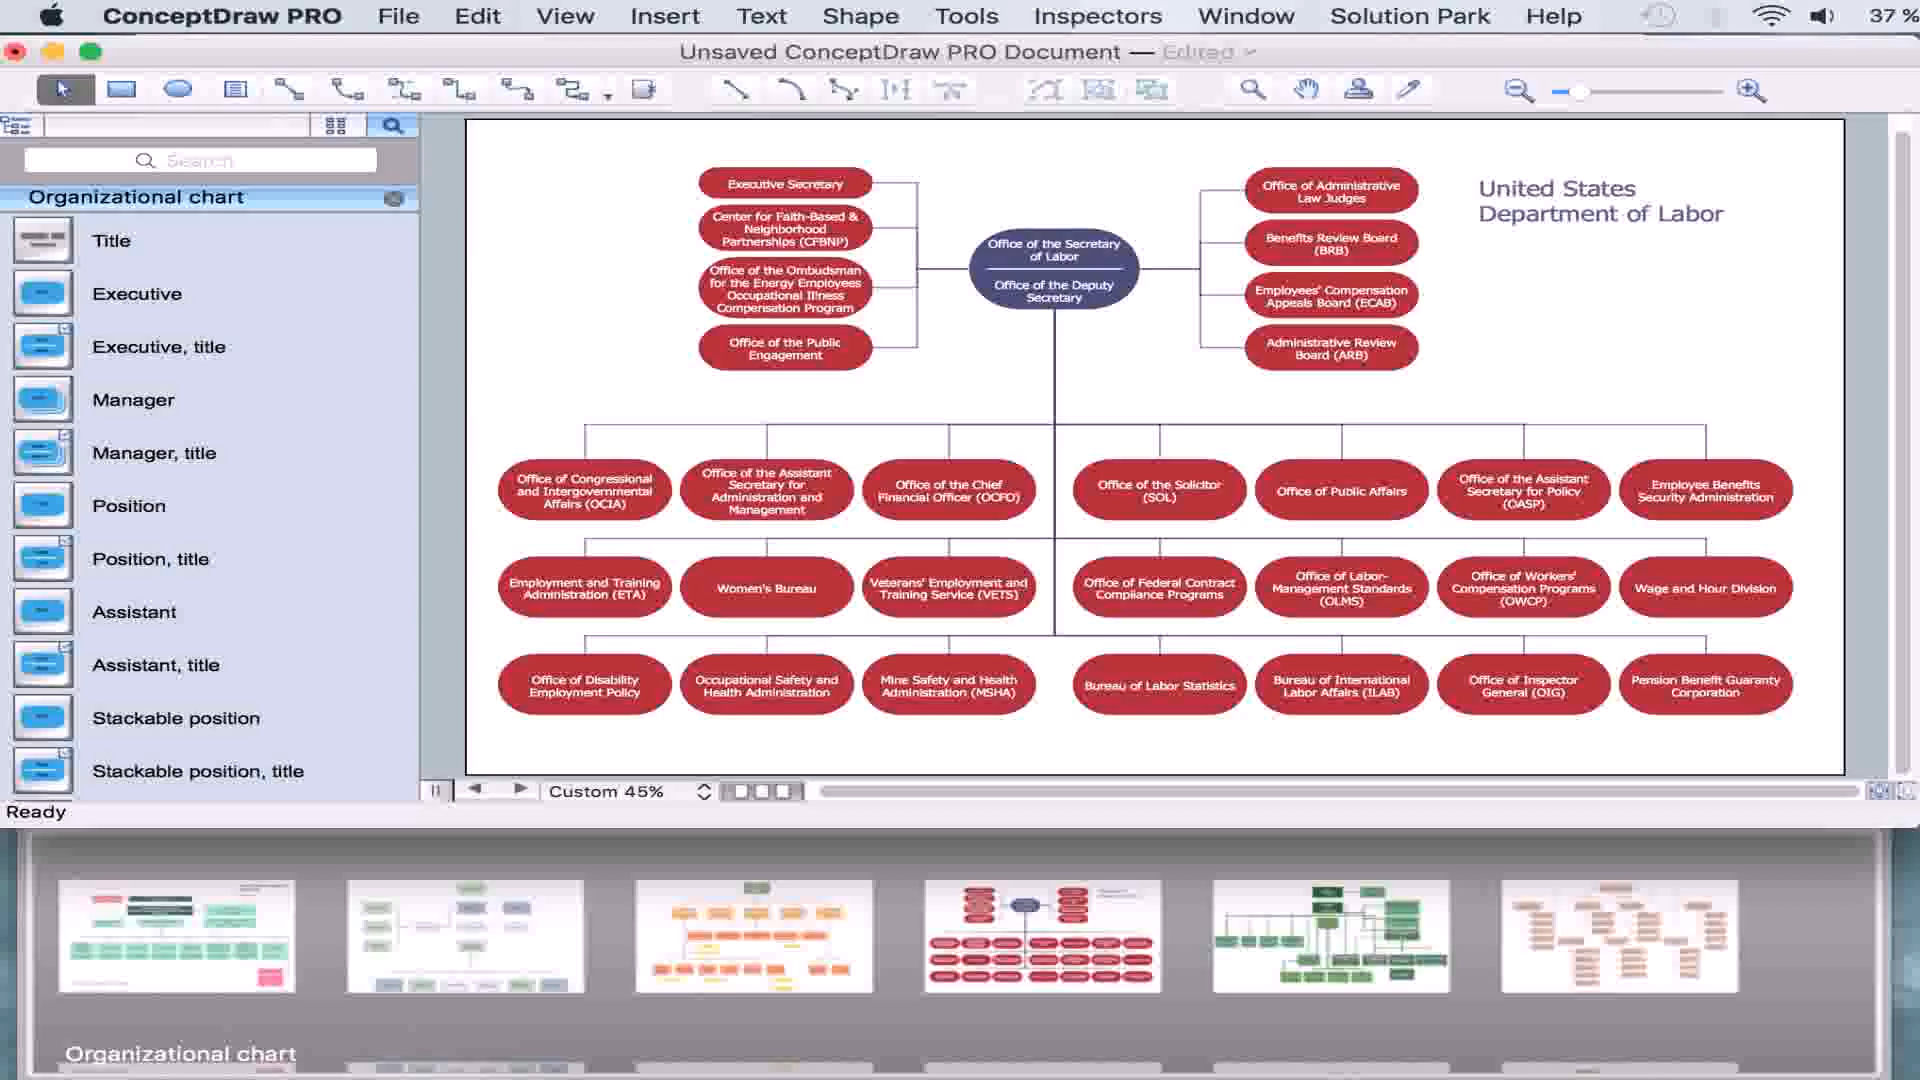 ConceptDraw PRO File Edit View Insert Text Shape Tools Inspectors Window Solution Park Help 37 %
Unsaved ConceptDraw PRO Document — Edited
Search
Organizational chart
Title
Executive
Executive, title
Manager
Manager, title
Position
Position, title
Assistant
Assistant, title
Stackable position
Stackable position, title
Executive Secretary
Center for Faith-Based &
Neighborhood
Partnerships (CFBNP)
Office of the Ombudsman
for the Energy Employees
Occupational Illness
Compensation Program
Office of the Public
Engagement
Office of the Secretary
of Labor
Office of the Deputy
Secretary
Office of Administrative
Law Judges
Benefits Review Board
(BRB)
Employees' Compensation
Appeals Board (ECAB)
Administrative Review
Board (ARB)
United States
Department of Labor
Office of Congressional
and Intergovernmental
Affairs (OCIA)
Office of the Assistant
Secretary for
Administration and
Management
Office of the Chief
Financial Officer (OCFO)
Office of the Solicitor
(SOL)
Office of Public Affairs
Office of the Assistant
Secretary for Policy
(OASP)
Employee Benefits
Security Administration
Employment and Training
Administration (ETA)
Women's Bureau
Veterans' Employment and
Training Service (VETS)
Office of Federal Contract
Compliance Programs
Office of Labor-
Management Standards
(OLMS)
Office of Workers'
Compensation Programs
(OWCP)
Wage and Hour Division
Office of Disability
Employment Policy
Occupational Safety and
Health Administration
Mine Safety and Health
Administration (MSHA)
Bureau of Labor Statistics
Bureau of International
Labor Affairs (ILAB)
Office of Inspector
General (OIG)
Pension Benefit Guaranty
Corporation
Custom 45%
Ready
Organizational chart